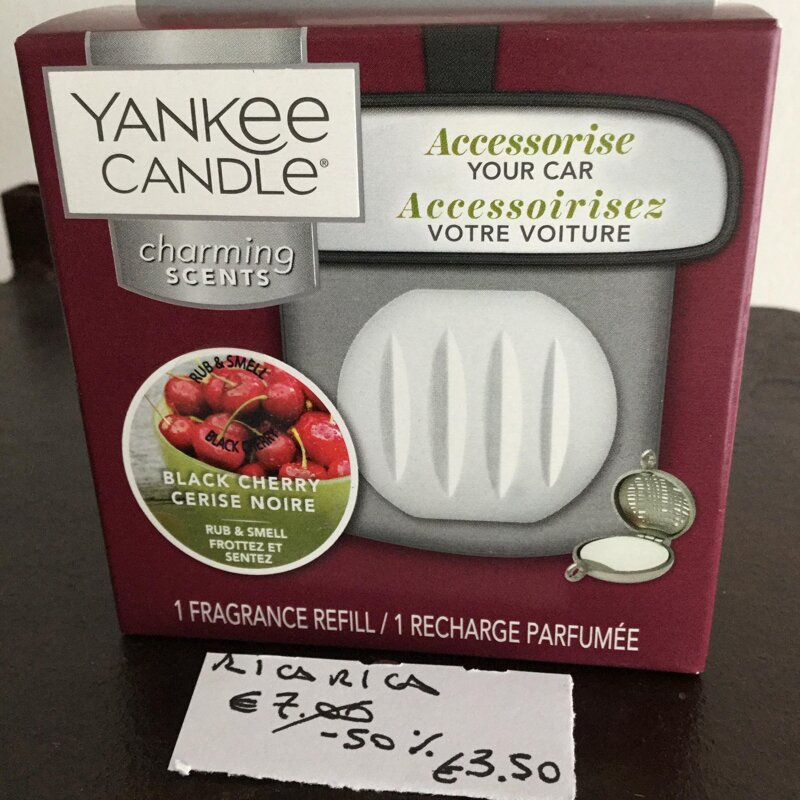 YANKEE
CANDLE®
charming
SCENTS
Accessorise
YOUR CAR
Accessoirisez
VOTRE VOITURE
RUB & SMELL
BLACK CHERRY
BLACK CHERRY
CERISE NOIRE
RUB & SMELL
FROTTEZ ET
SENTEZ
1 FRAGRANCE REFILL / 1 RECHARGE PARFUMÉE
RICARICA
€ 7.00
-50%
€3.50